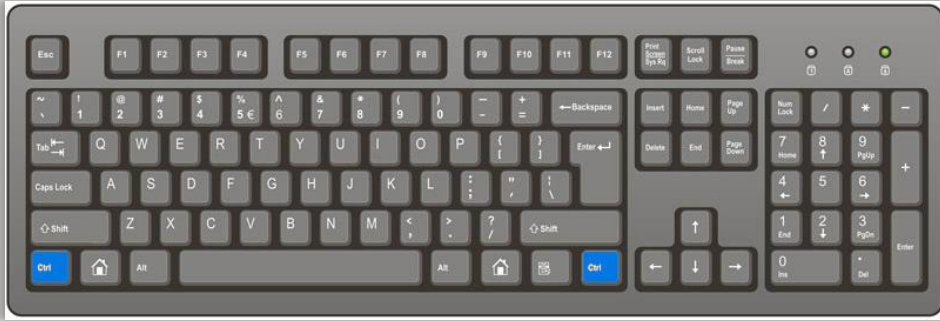 Esc F1 F2 F3 F4 F5 F6 F7 F8 F9 F10 F11 F12 Print Screen Sys Rq Scroll Lock Pause Break
~ ` ! 1 @ 2 # 3 $ 4 % 5 € ^ 6 & 7 * 8 ( 9 ) 0 _ - + = ←Backspace Insert Home Page Up Num Lock / * −
Tab Q W E R T Y U I O P { [ } ] Enter ↵ Delete End Page Down 7 Home 8 ↑ 9 PgUp +
Caps Lock A S D F G H J K L : ; " ' | \ 4 ← 5 6 →
⇧ Shift Z X C V B N M < , > . ? / ⇧ Shift ↑ 1 End 2 ↓ 3 PgDn Enter
Ctrl Alt Alt Ctrl ← ↓ → 0 Ins . Del